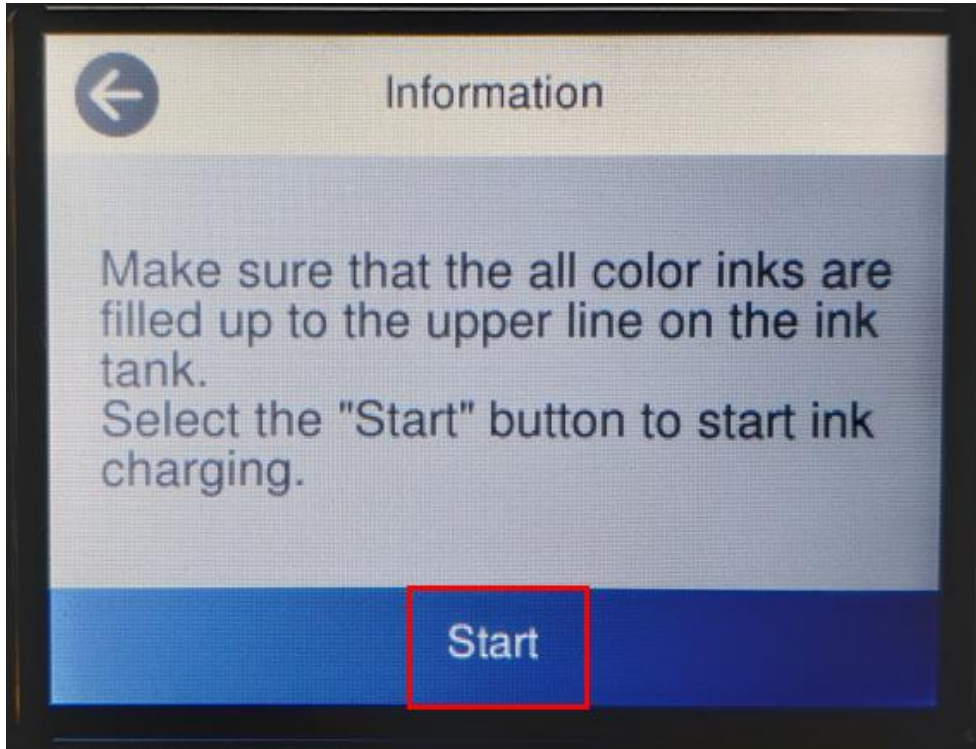 Information
Make sure that the all color inks are
filled up to the upper line on the ink
tank.
Select the "Start" button to start ink
charging.
Start